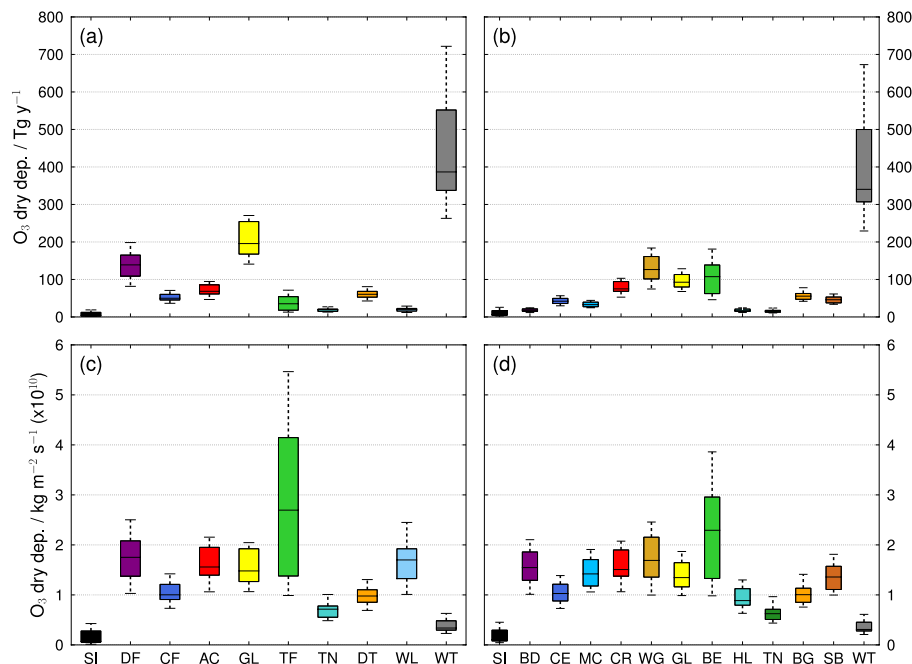 (a) (b)
800 800
700 700
600 600
500 500
400 400
300 300
200 200
100 100
0 0
O₃ dry dep. / Tg y⁻¹
(c) (d)
6 6
5 5
4 4
3 3
2 2
1 1
0 0
O₃ dry dep. / kg m⁻² s⁻¹ (x10¹⁰)
SI DF CF AC GL TF TN DT WL WT
SI BD CE MC CR WG GL BE HL TN BG SB WT